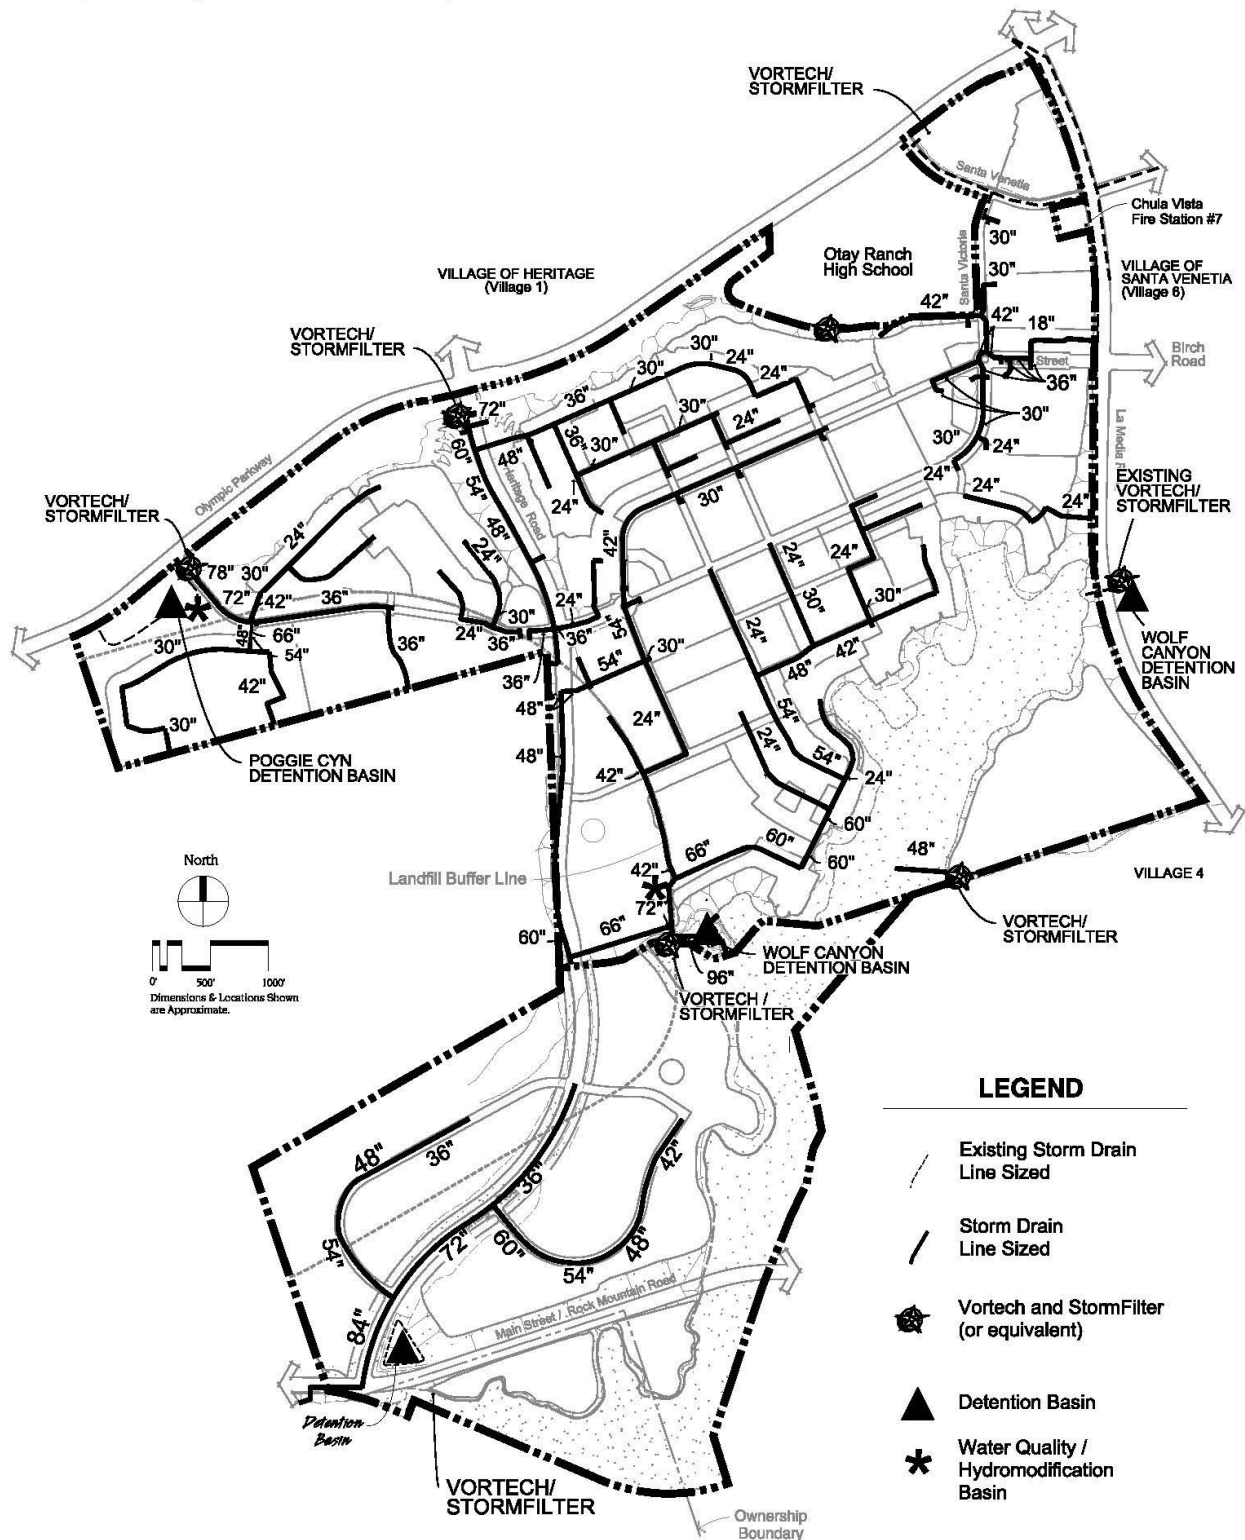 VORTECH/
STORMFILTER
Santa Venetia
Chula Vista
Fire Station #7
30"
Santa Victoria
Otay Ranch
High School
VILLAGE OF HERITAGE
(Village 1)
30"
VILLAGE OF
SANTA VENETIA
(Village 6)
42"
42"
18"
VORTECH/
STORMFILTER
Birch
Road
Street
36"
30"
24"
30"
24"
36"
72"
30"
24"
30"
60"
48"
36"
30"
30"
24"
La Media
24"
24"
24"
Olympic Parkway
54"
Heritage Road
24"
30"
EXISTING
VORTECH/
STORMFILTER
VORTECH/
STORMFILTER
48"
24"
42"
24"
24"
78"
30"
24"
30"
30"
72"
42"
36"
30"
24"
54"
24"
42"
WOLF
CANYON
DETENTION
BASIN
48"
66"
54"
36"
24"
36"
36"
54"
30"
48"
30"
42"
36"
48"
24"
54"
30"
48"
24"
54"
24"
42"
POGGIE CYN
DETENTION BASIN
60"
60"
60"
North
66"
42"
48"
VILLAGE 4
Landfill Buffer Line
72"
66"
60"
VORTECH/
STORMFILTER
WOLF CANYON
DETENTION BASIN
96"
VORTECH /
STORMFILTER
0' 500' 1000'
Dimensions & Locations Shown
are Approximate.
LEGEND
Existing Storm Drain
Line Sized
Storm Drain
Line Sized
Vortech and StormFilter
(or equivalent)
Detention Basin
Water Quality /
Hydromodification
Basin
48"
36"
36"
42"
54"
72"
60"
54"
48"
84"
Main Street / Rock Mountain Road
Detention
Basin
VORTECH/
STORMFILTER
Ownership
Boundary